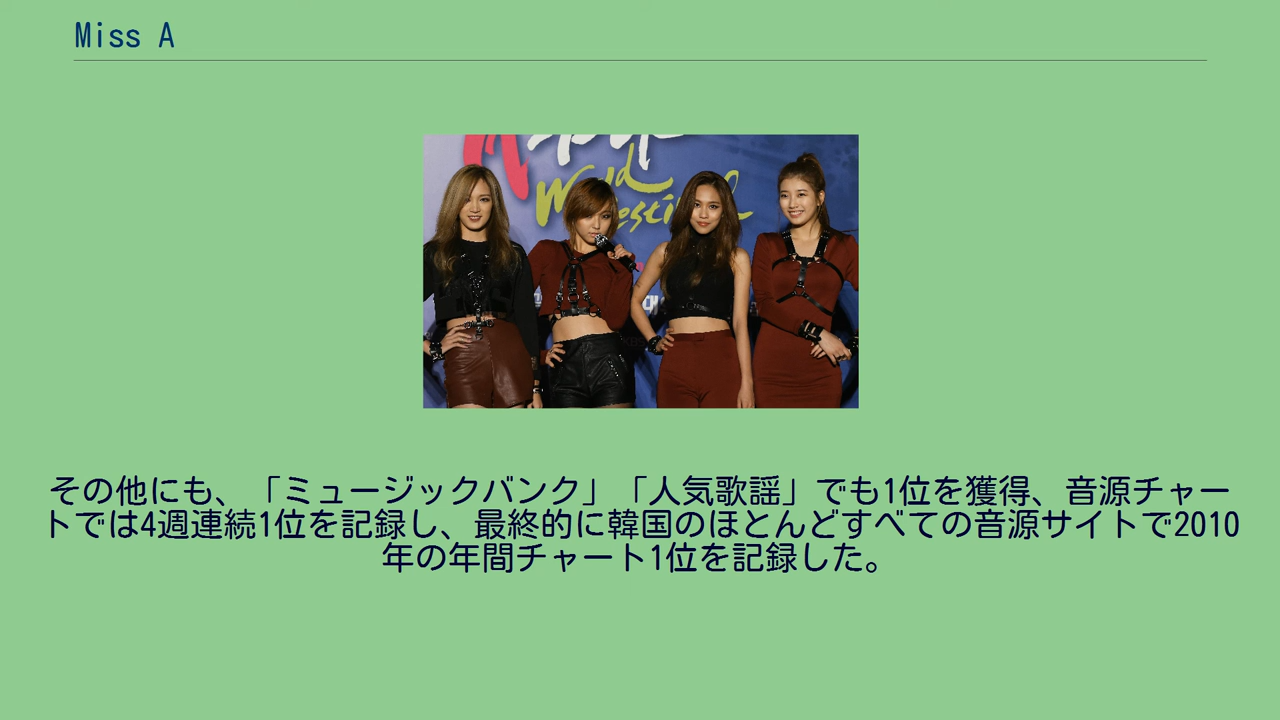 Miss A
World
Festival
대
その他にも、「ミュージックバンク」「人気歌謡」でも1位を獲得、音源チャー
トでは4週連続1位を記録し、最終的に韓国のほとんどすべての音源サイトで2010
年の年間チャート1位を記録した。